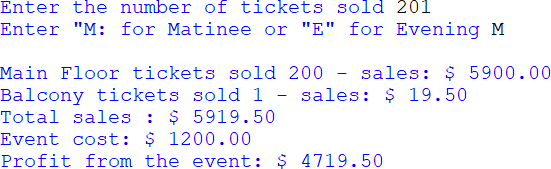 Enter the number of tickets sold 201
Enter "M: for Matinee or "E" for Evening M
Main Floor tickets sold 200 - sales: $ 5900.00
Balcony tickets sold 1 - sales: $ 19.50
Total sales : $ 5919.50
Event cost: $ 1200.00
Profit from the event: $ 4719.50